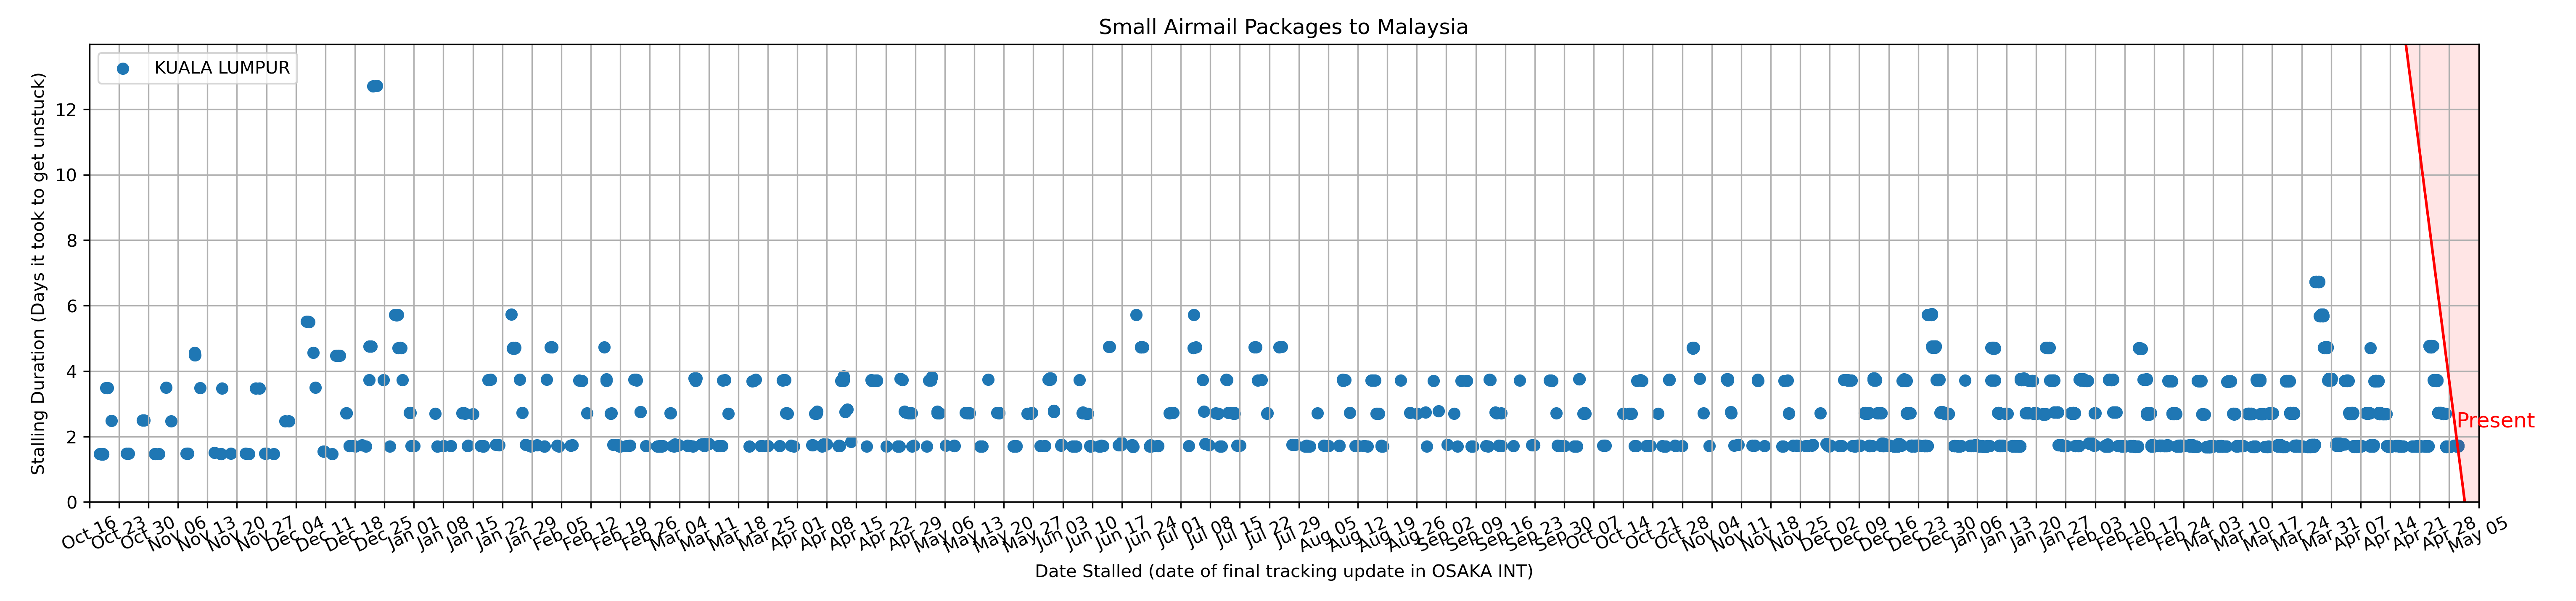 Small Airmail Packages to Malaysia
KUALA LUMPUR
Stalling Duration (Days it took to get unstuck)
12
10
8
6
4
2
0
Present
Oct 16
Oct 23
Oct 30
Nov 06
Nov 13
Nov 20
Nov 27
Dec 04
Dec 11
Dec 18
Dec 25
Jan 01
Jan 08
Jan 15
Jan 22
Jan 29
Feb 05
Feb 12
Feb 19
Feb 26
Mar 04
Mar 11
Mar 18
Mar 25
Apr 01
Apr 08
Apr 15
Apr 22
Apr 29
May 06
May 13
May 20
May 27
Jun 03
Jun 10
Jun 17
Jun 24
Jul 01
Jul 08
Jul 15
Jul 22
Jul 29
Aug 05
Aug 12
Aug 19
Aug 26
Sep 02
Sep 09
Sep 16
Sep 23
Sep 30
Oct 07
Oct 14
Oct 21
Oct 28
Nov 04
Nov 11
Nov 18
Nov 25
Dec 02
Dec 09
Dec 16
Dec 23
Dec 30
Jan 06
Jan 13
Jan 20
Jan 27
Feb 03
Feb 10
Feb 17
Feb 24
Mar 03
Mar 10
Mar 17
Mar 24
Mar 31
Apr 07
Apr 14
Apr 21
Apr 28
May 05
Date Stalled (date of final tracking update in OSAKA INT)